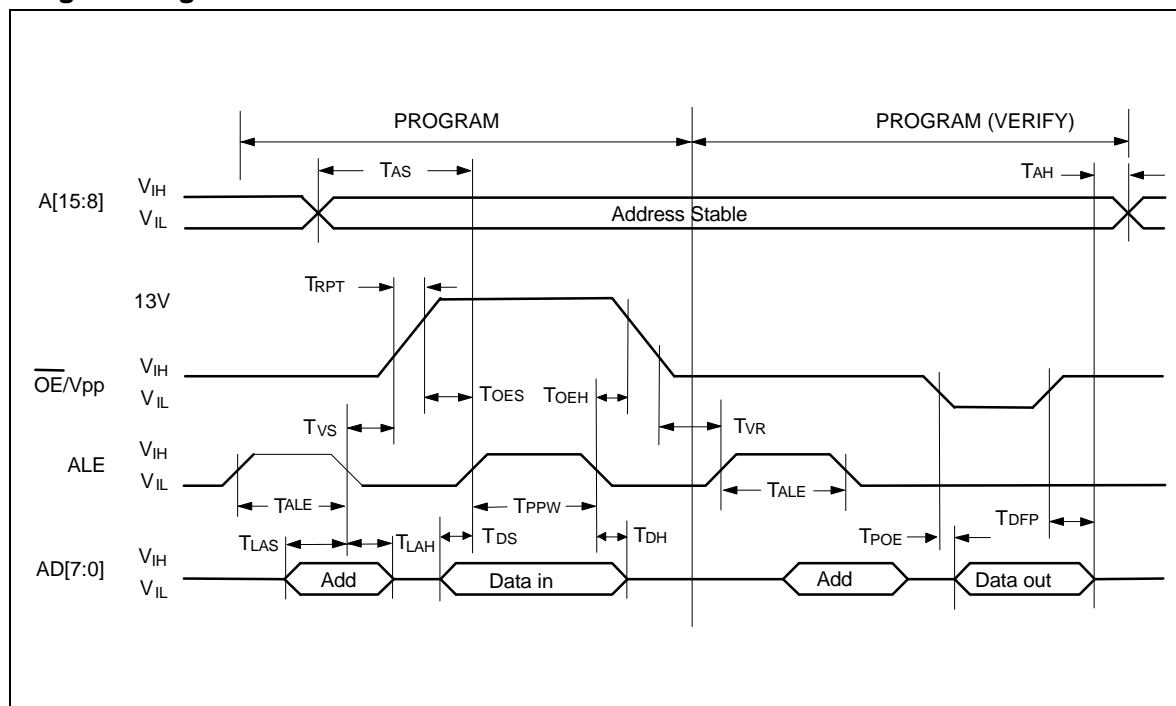 PROGRAM
PROGRAM (VERIFY)
TAS
TAH
A[15:8]
VIH
VIL
Address Stable
TRPT
13V
OE/Vpp
VIH
VIL
TOES
TOEH
TVS
TVR
ALE
VIH
VIL
TALE
TPPW
TALE
TDFP
TPOE
TLAS
TLAH
TDS
TDH
AD[7:0]
VIH
VIL
Add
Data in
Add
Data out